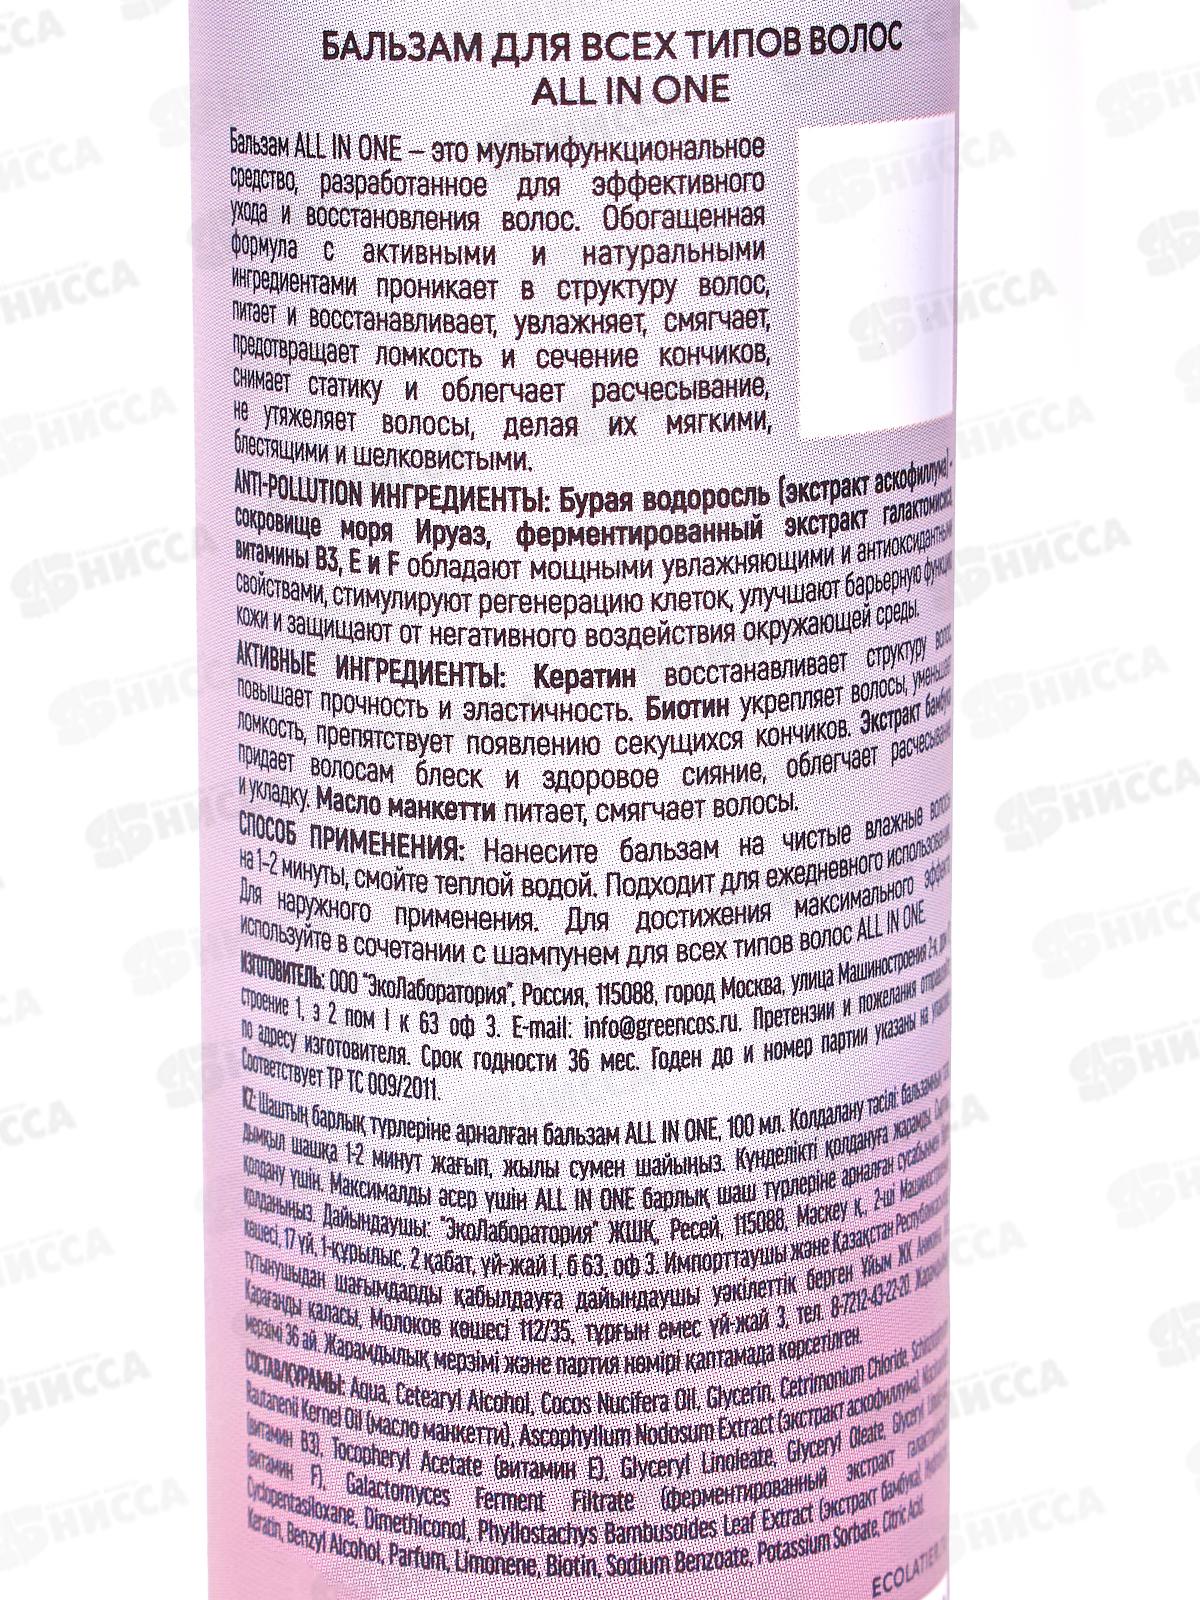 БАЛЬЗАМ ДЛЯ ВСЕХ ТИПОВ ВОЛОС
ALL IN ONE
Бальзам ALL IN ONE – это мультифункциональное
средство, разработанное для эффективного
ухода и восстановления волос. Обогащенная
формула с активными и натуральными
ингредиентами проникает в структуру волос,
питает и восстанавливает, увлажняет, смягчает,
предотвращает ломкость и сечение кончиков,
снимает статику и облегчает расчесывание,
не утяжеляет волосы, делая их мягкими,
блестящими и шелковистыми.
ANTI-POLLUTION ИНГРЕДИЕНТЫ: Бурая водоросль (экстракт аскофиллума) -
сокровище моря Ируаз, ферментированный экстракт галактомисиса,
витамины B3, E и F обладают мощными увлажняющими и антиоксидантными
свойствами, стимулируют регенерацию клеток, улучшают барьерную функцию
кожи и защищают от негативного воздействия окружающей среды.
АКТИВНЫЕ ИНГРЕДИЕНТЫ: Кератин восстанавливает структуру волос,
повышает прочность и эластичность. Биотин укрепляет волосы, уменьшает
ломкость, препятствует появлению секущихся кончиков. Экстракт бамбука
придает волосам блеск и здоровое сияние, облегчает расчесывание
и укладку. Масло манкетти питает, смягчает волосы.
СПОСОБ ПРИМЕНЕНИЯ: Нанесите бальзам на чистые влажные волосы
на 1-2 минуты, смойте теплой водой. Подходит для ежедневного использования.
Для наружного применения. Для достижения максимального эффекта
используйте в сочетании с шампунем для всех типов волос ALL IN ONE.
ИЗГОТОВИТЕЛЬ: ООО "ЭкоЛаборатория", Россия, 115088, город Москва, улица Машиностроения 2-я, дом
строение 1, э 2 пом I к 63 оф 3. E-mail: info@greencos.ru. Претензии и пожелания отправлять
по адресу изготовителя. Срок годности 36 мес. Годен до и номер партии указаны на упаковке.
Соответствует ТР ТС 009/2011.
KZ: Шаштың барлық түрлеріне арналған бальзам ALL IN ONE, 100 мл. Колдалану тәсілі: бальзамды
дымқыл шашқа 1-2 минут жағып, жылы сумен шайыңыз. Күнделікті қолдануға жарамды. Сыртқы
қолдану үшін. Максималды әсер үшін ALL IN ONE барлық шаш түрлеріне арналған сусабынмен
қолданыңыз. Дайындаушы: "ЭкоЛаборатория" ЖШҚ, Ресей, 115088, Мәскеу қ., 2-ші Машиностроения
көшесі, 17 үй, 1-құрылыс, 2 қабат, үй-жай I, б 63, оф 3. Импорттаушы және Қазақстан Республикасында
тұтынушыдан шағымдарды қабылдауға дайындаушы уәкілеттік берген Ұйым ЖК
Қарағанды қаласы, Молоков көшесі 112/35, тұрғын емес үй-жай 3, тел. 8-7212-43-22-20. Жарамдылық
мерзімі 36 ай. Жарамдылық мерзімі және партия нөмірі қаптамада көрсетілген.
СОСТАВ/ҚҰРАМЫ: Aqua, Cetearyl Alcohol, Cocos Nucifera Oil, Glycerin, Cetrimonium Chloride,
Rautanenii Kernel Oil (масло манкетти), Ascophyllum Nodosum Extract (экстракт аскофиллума),
(витамин B3), Tocopheryl Acetate (витамин E), Glyceryl Linoleate, Glyceryl Oleate, Glyceryl
(витамин F), Galactomyces Ferment Filtrate (ферментированный экстракт
Cyclopentasiloxane, Dimethiconol, Phyllostachys Bambusoides Leaf Extract (экстракт бамбука),
Keratin, Benzyl Alcohol, Parfum, Limonene, Biotin, Sodium Benzoate, Potassium Sorbate, Citric Acid.
ECOLATIER